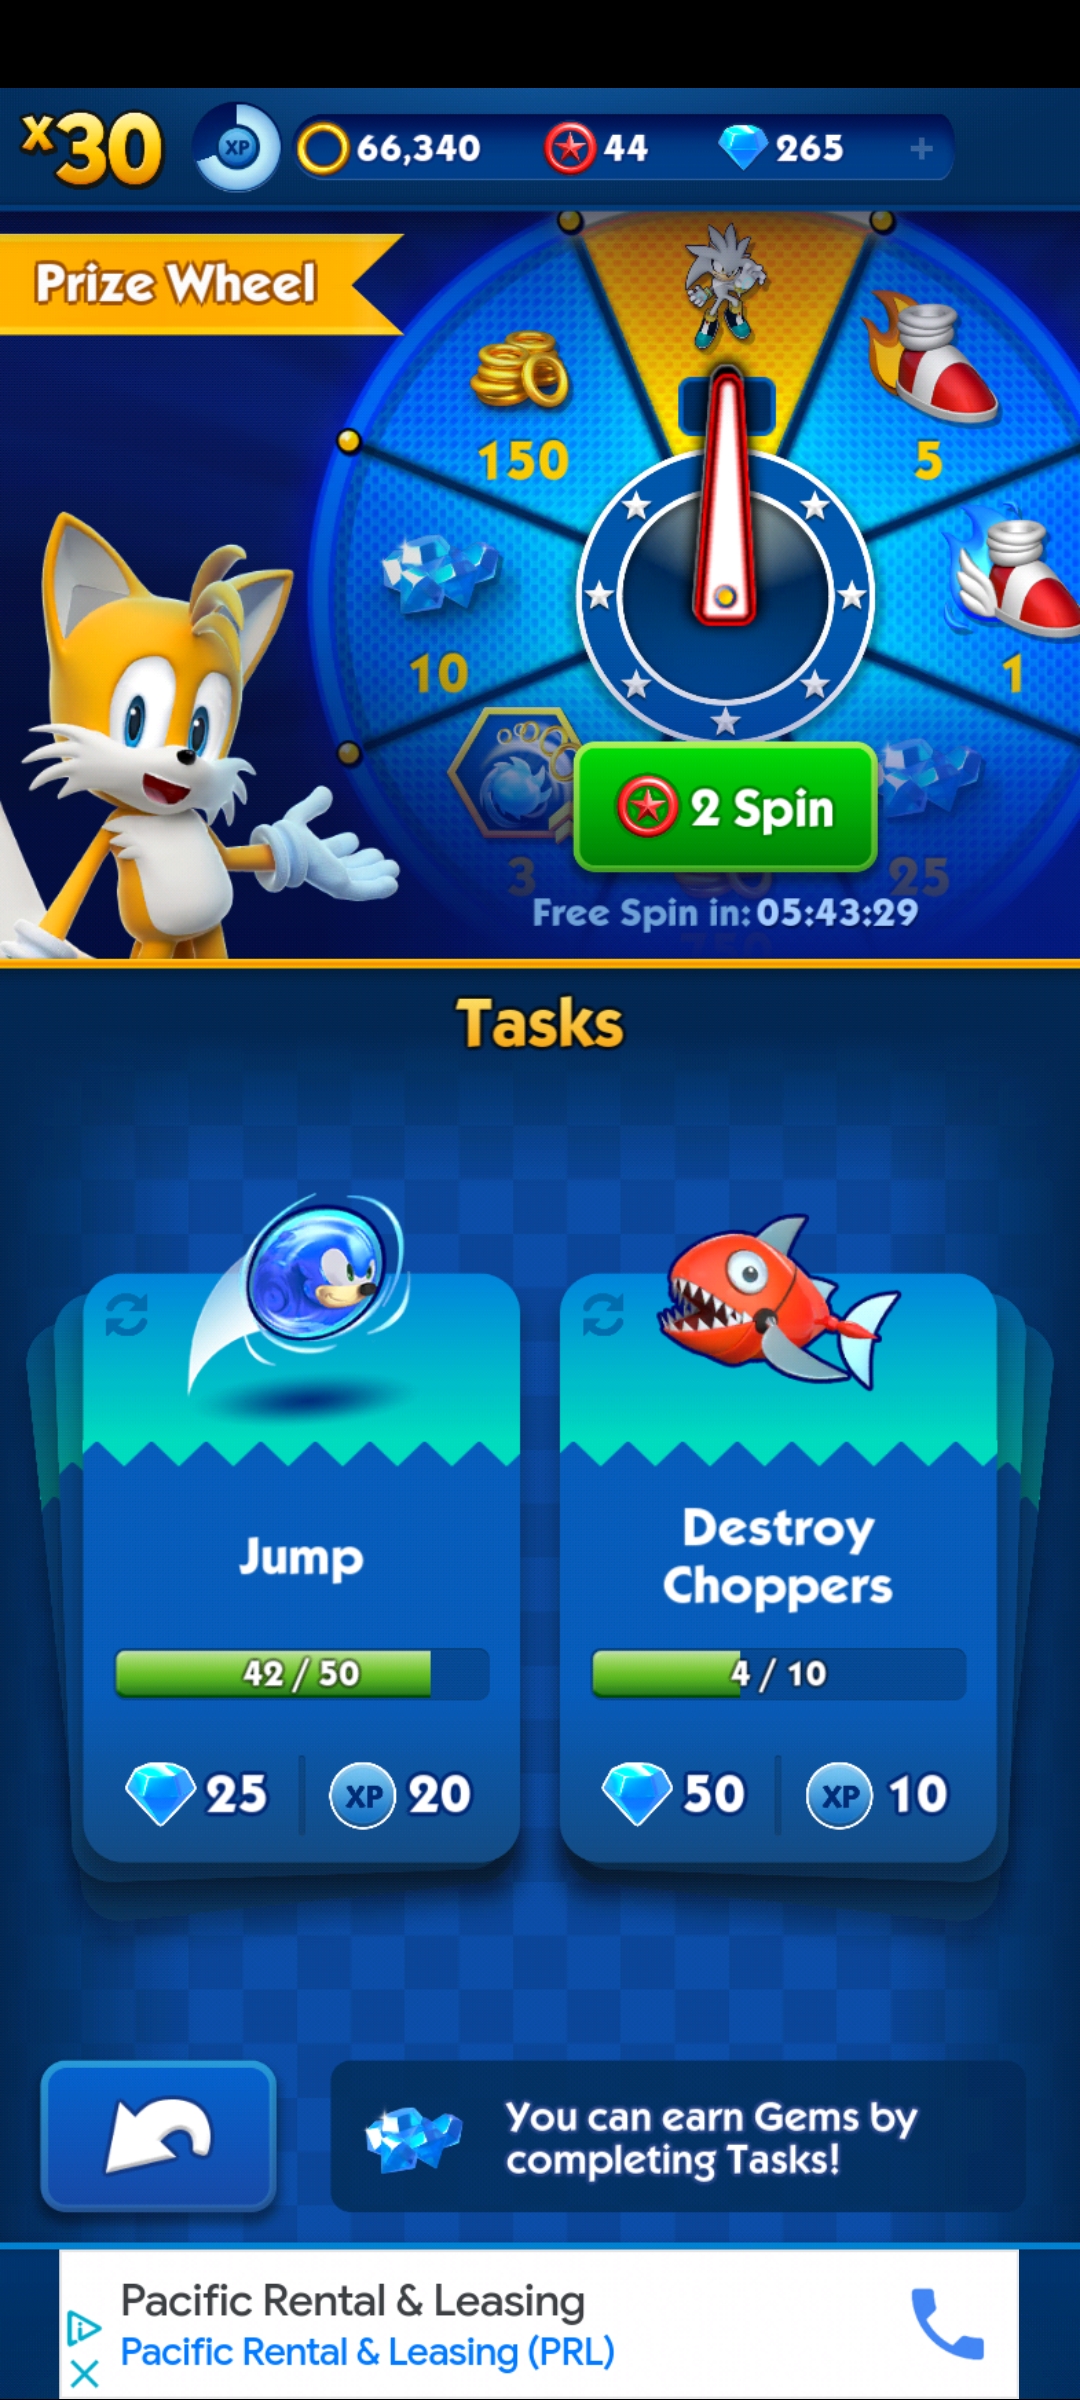 x30
XP
66,340
44
265
+
Prize Wheel
150
5
10
1
3
25
2 Spin
Free Spin in: 05:43:29
750
Tasks
Jump
42 / 50
25
XP
20
Destroy
Choppers
4 / 10
50
XP
10
You can earn Gems by
completing Tasks!
Pacific Rental & Leasing
Pacific Rental & Leasing (PRL)